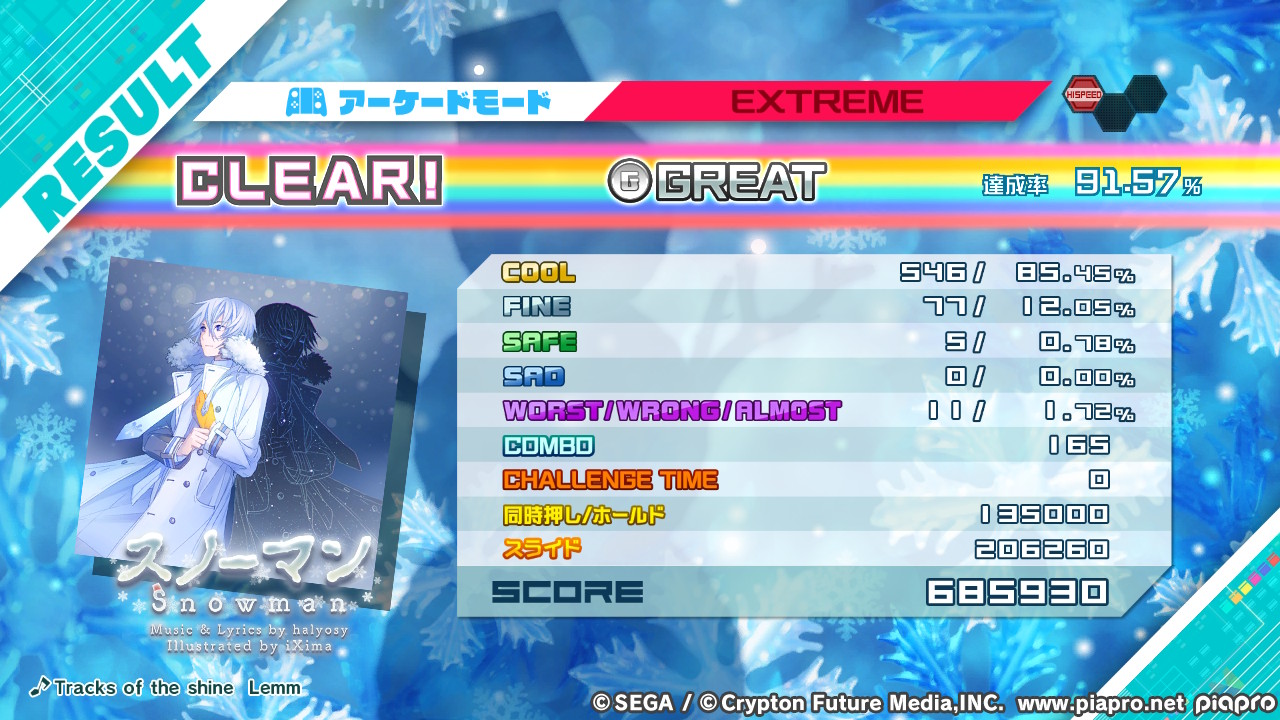 RESULT
アーケードモード EXTREME HISPEED
CLEAR! G GREAT 達成率 91.57%
COOL 546/ 85.45%
FINE 77/ 12.05%
SAFE 5/ 0.78%
SAD 0/ 0.00%
WORST/WRONG/ALMOST 11/ 1.72%
COMBO 165
CHALLENGE TIME 0
同時押し/ホールド 135000
スライド 206260
SCORE 685930
スノーマン
Snowman
Music & Lyrics by halyosy
Illustrated by iXima
♪Tracks of the shine Lemm
©SEGA / ©Crypton Future Media,INC. www.piapro.net piapro